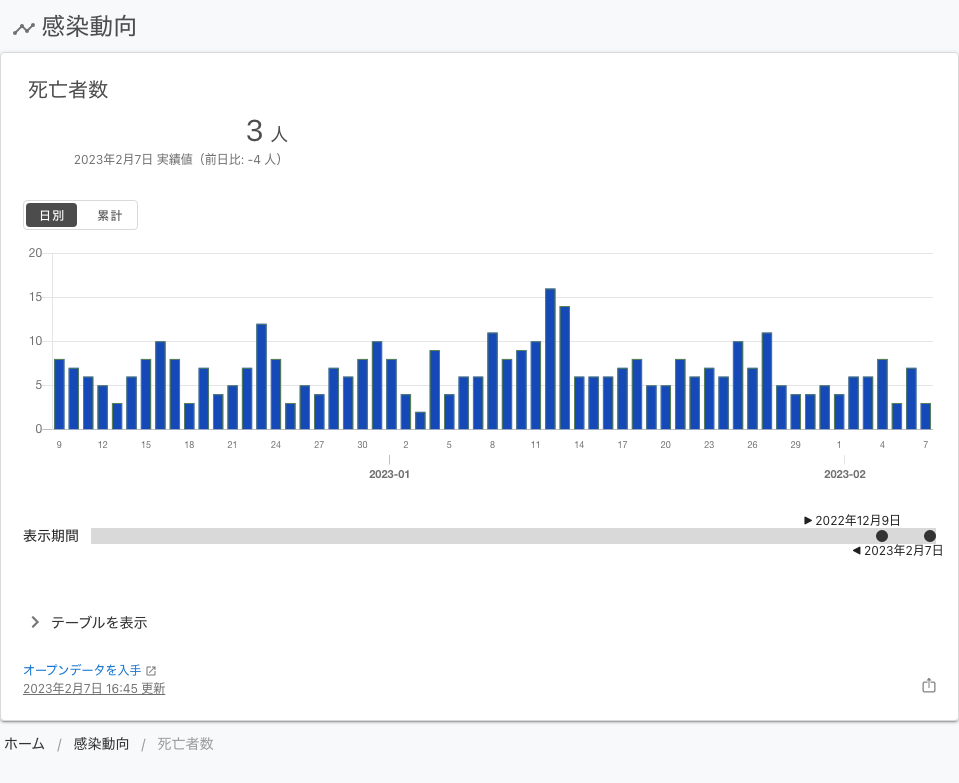 感染動向
死亡者数
3 人
2023年2月7日 実績値（前日比: -4 人）
日別 累計
20
15
10
5
0
9 12 15 18 21 24 27 30 2 5 8 11 14 17 20 23 26 29 1 4 7
2023-01 2023-02
2022年12月9日
表示期間
2023年2月7日
テーブルを表示
オープンデータを入手
2023年2月7日 16:45 更新
ホーム / 感染動向 / 死亡者数